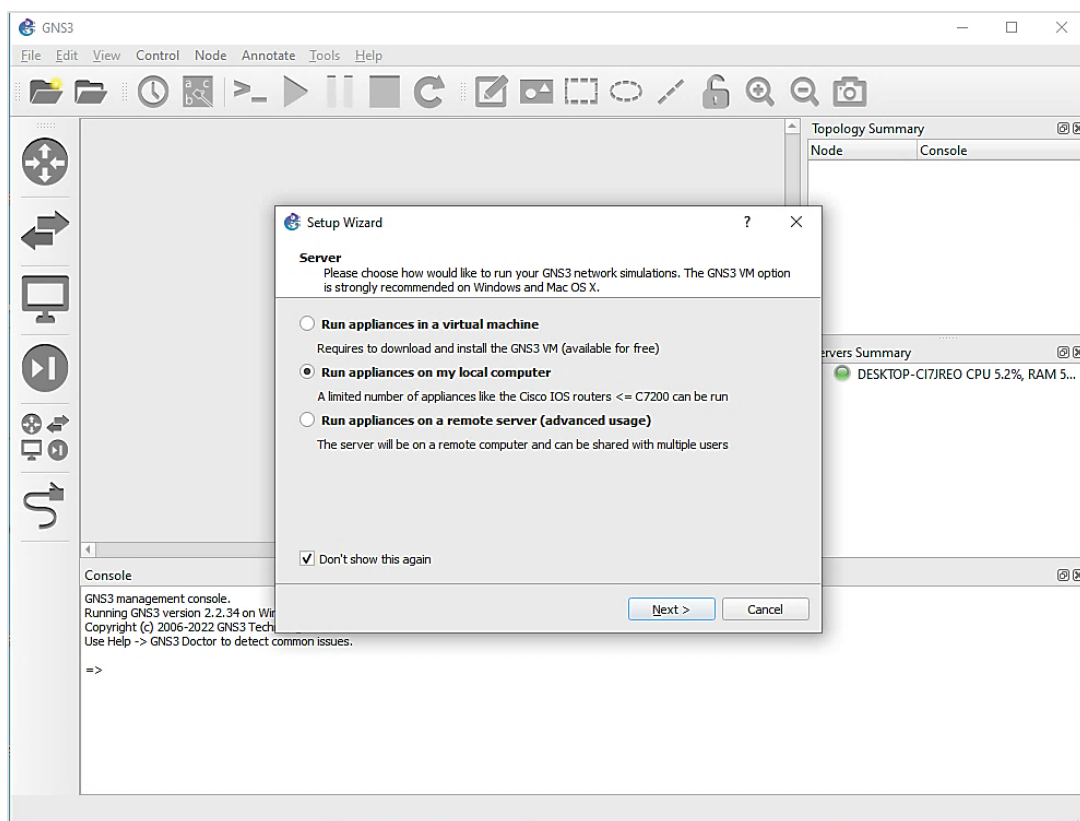 GNS3
File Edit View Control Node Annotate Tools Help
Topology Summary
Node Console
Setup Wizard
?
Server
Please choose how would like to run your GNS3 network simulations. The GNS3 VM option
is strongly recommended on Windows and Mac OS X.
Run appliances in a virtual machine
Requires to download and install the GNS3 VM (available for free)
Run appliances on my local computer
A limited number of appliances like the Cisco IOS routers <= C7200 can be run
Run appliances on a remote server (advanced usage)
The server will be on a remote computer and can be shared with multiple users
Don't show this again
Next > Cancel
ervers Summary
DESKTOP-CI7JREO CPU 5.2%, RAM 5...
Console
GNS3 management console.
Running GNS3 version 2.2.34 on Wi
Copyright (c) 2006-2022 GNS3 Tech
Use Help -> GNS3 Doctor to detect common issues.
=>